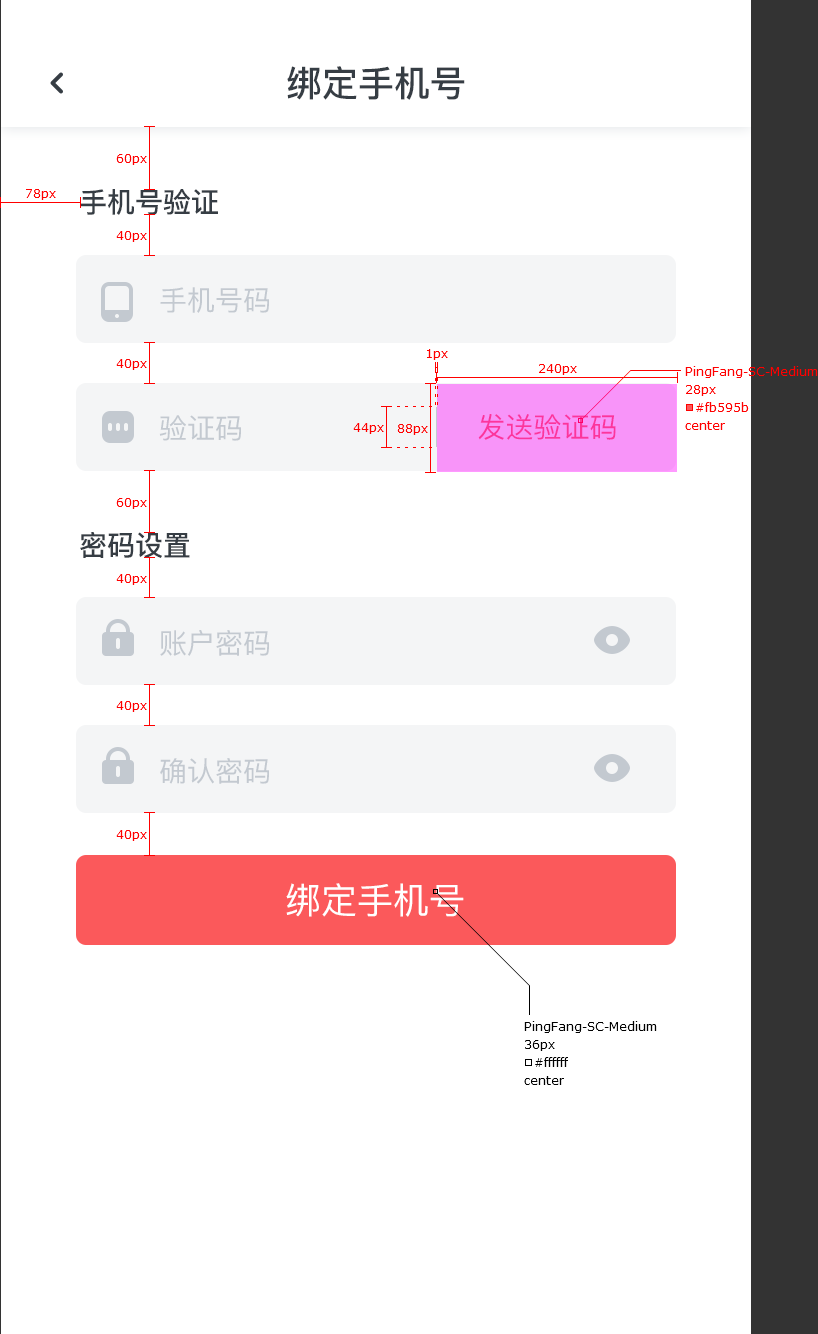 绑定手机号
60px
78px
手机号验证
40px
手机号码
40px
1px
240px
PingFang-SC-Medium
28px
#fb595b
center
验证码
44px
88px
发送验证码
60px
密码设置
40px
账户密码
40px
确认密码
40px
绑定手机号
PingFang-SC-Medium
36px
#ffffff
center